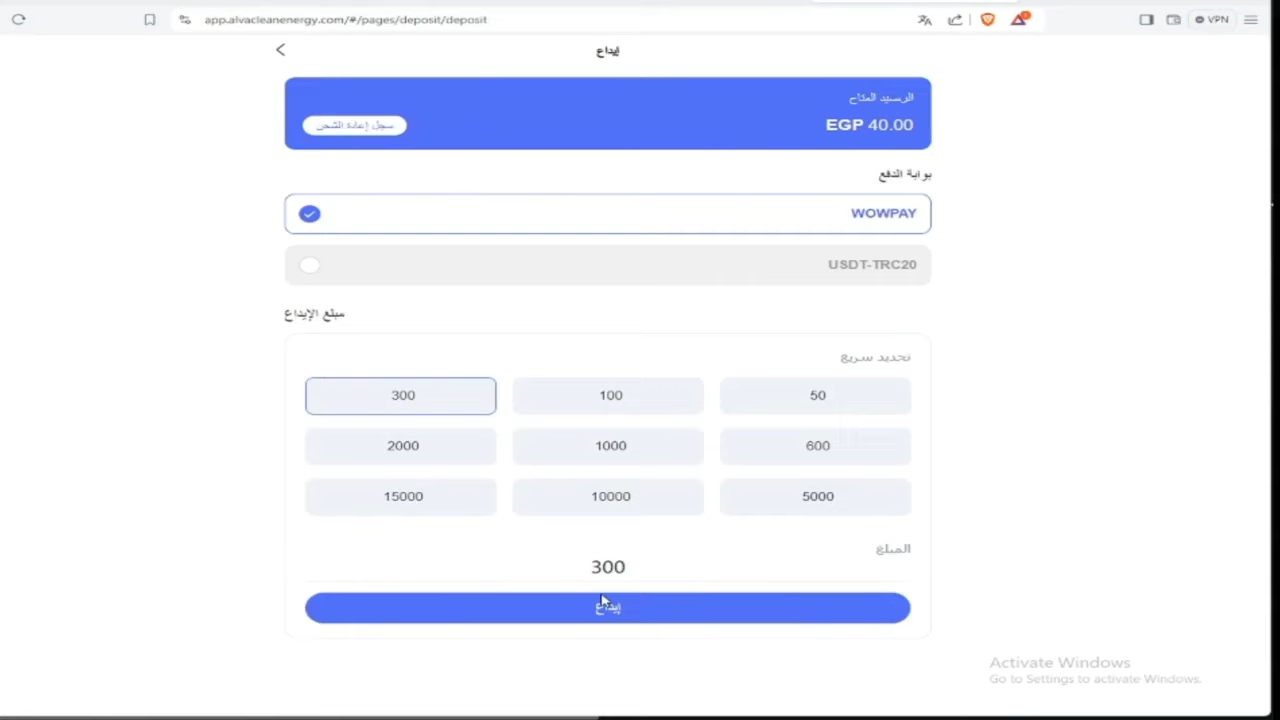 app.alvacleanenergy.com/#/pages/deposit/deposit
VPN
إيداع
الرصيد المتاح
EGP 40.00
سجل إعادة الشحن
بوابة الدفع
WOWPAY
USDT-TRC20
مبلغ الإيداع
تحديد سريع
50 100 300
600 1000 2000
5000 10000 15000
المبلغ
300
إيداع
Activate Windows
Go to Settings to activate Windows.